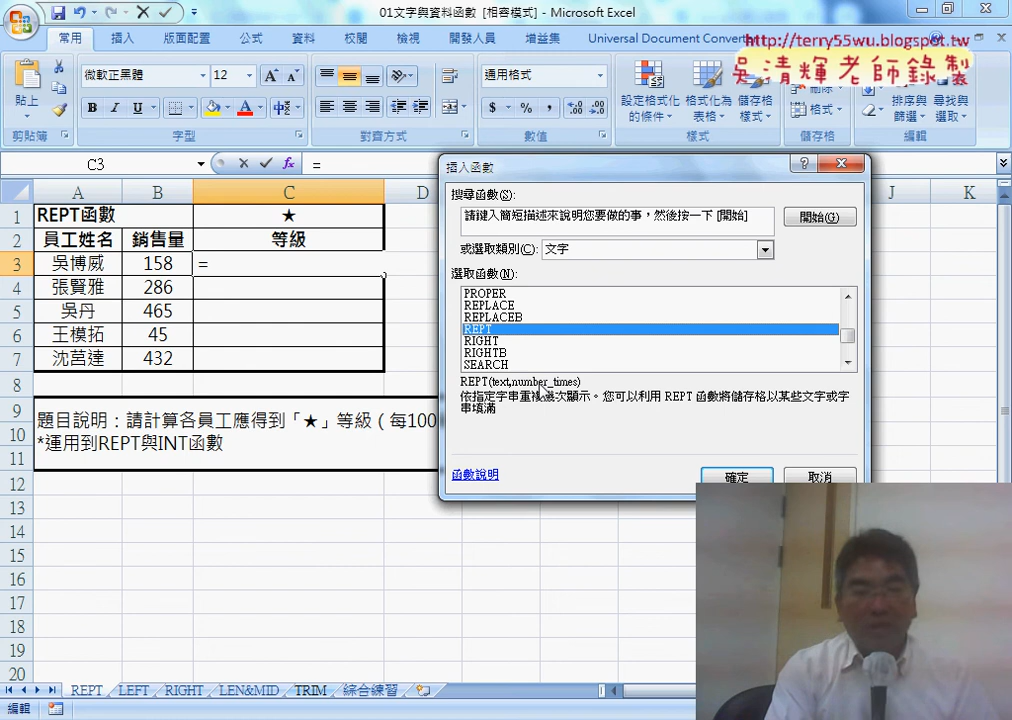 01文字與資料函數 [相容模式] - Microsoft Excel
常用 插入 版面配置 公式 資料 校閱 檢視 開發人員 增益集 Universal Document Convert
http://terry55wu.blogspot.tw
吳清輝老師錄製
貼上
微軟正黑體 12
通用格式
設定格式化的條件 格式化為表格 儲存格樣式
刪除
格式
排序與篩選 尋找與選取
剪貼簿 字型 對齊方式 數值 樣式 儲存格 編輯
C3 =
A B C D J K
1 REPT函數 ★
2 員工姓名 銷售量 等級
3 吳博威 158 =
4 張賢雅 286
5 吳丹 465
6 王模拓 45
7 沈莒達 432
8
9
題目說明：請計算各員工應得到「★」等級（每100
10
*運用到REPT與INT函數
11
12
13
14
15
16
17
18
19
20
插入函數
搜尋函數(S):
請鍵入簡短描述來說明您要做的事，然後按一下 [開始]
開始(G)
或選取類別(C): 文字
選取函數(N):
PROPER
REPLACE
REPLACEB
REPT
RIGHT
RIGHTB
SEARCH
REPT(text,number_times)
依指定字串重複幾次顯示。您可以利用 REPT 函數將儲存格以某些文字或字
串填滿
函數說明
確定 取消
REPT LEFT RIGHT LEN&MID TRIM 綜合練習
編輯